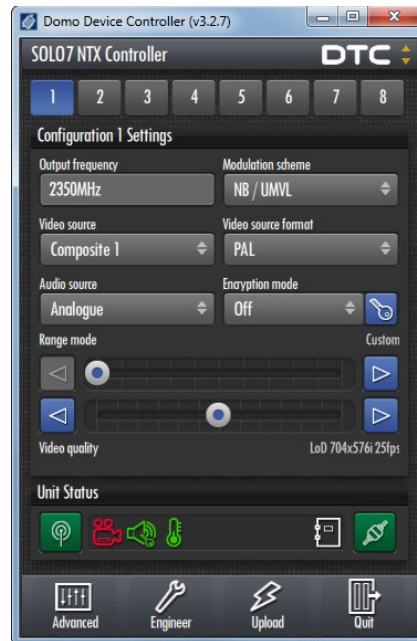 Domo Device Controller (v3.2.7)
SOLO7 NTX Controller DTC
1 2 3 4 5 6 7 8
Configuration 1 Settings
Output frequency Modulation scheme
2350MHz NB / UMVL
Video source Video source format
Composite 1 PAL
Audio source Encryption mode
Analogue Off
Range mode Custom
Video quality LoD 704x576i 25fps
Unit Status
Advanced Engineer Upload Quit